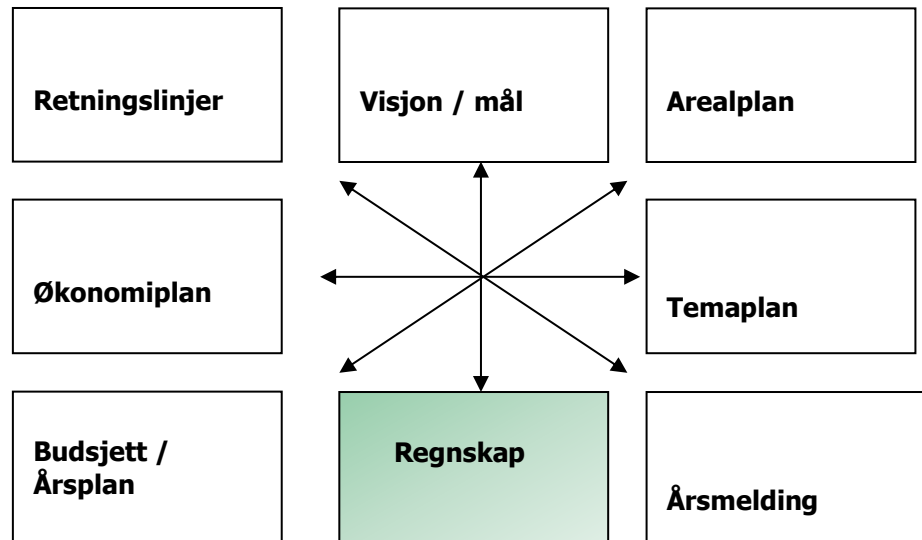 Retningslinjer
Visjon / mål
Arealplan
Økonomiplan
Temaplan
Budsjett /
Årsplan
Regnskap
Årsmelding